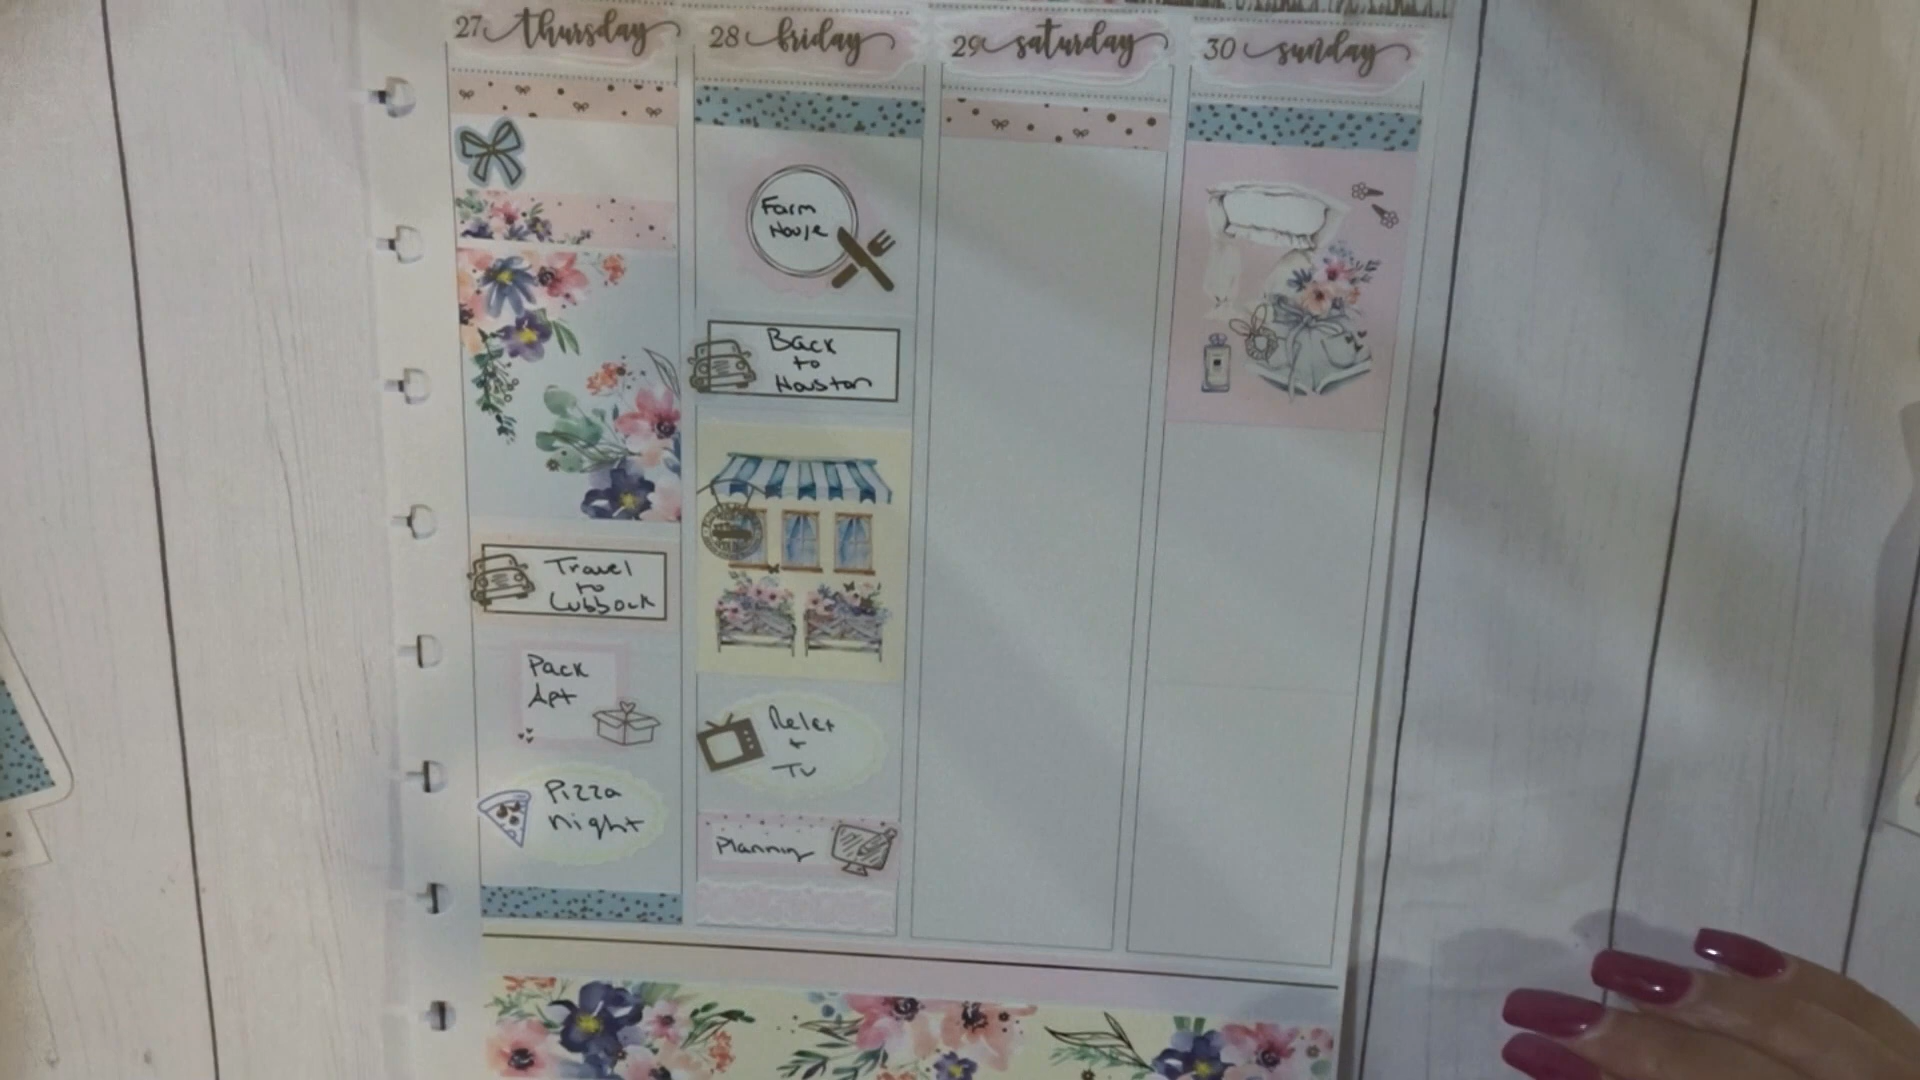 27 thursday
28 friday
29 saturday
30 sunday
Travel
to
Lubbock
Pack
Apt
Pizza
night
Farm
House
Back
to
Houston
+
TV
Planning